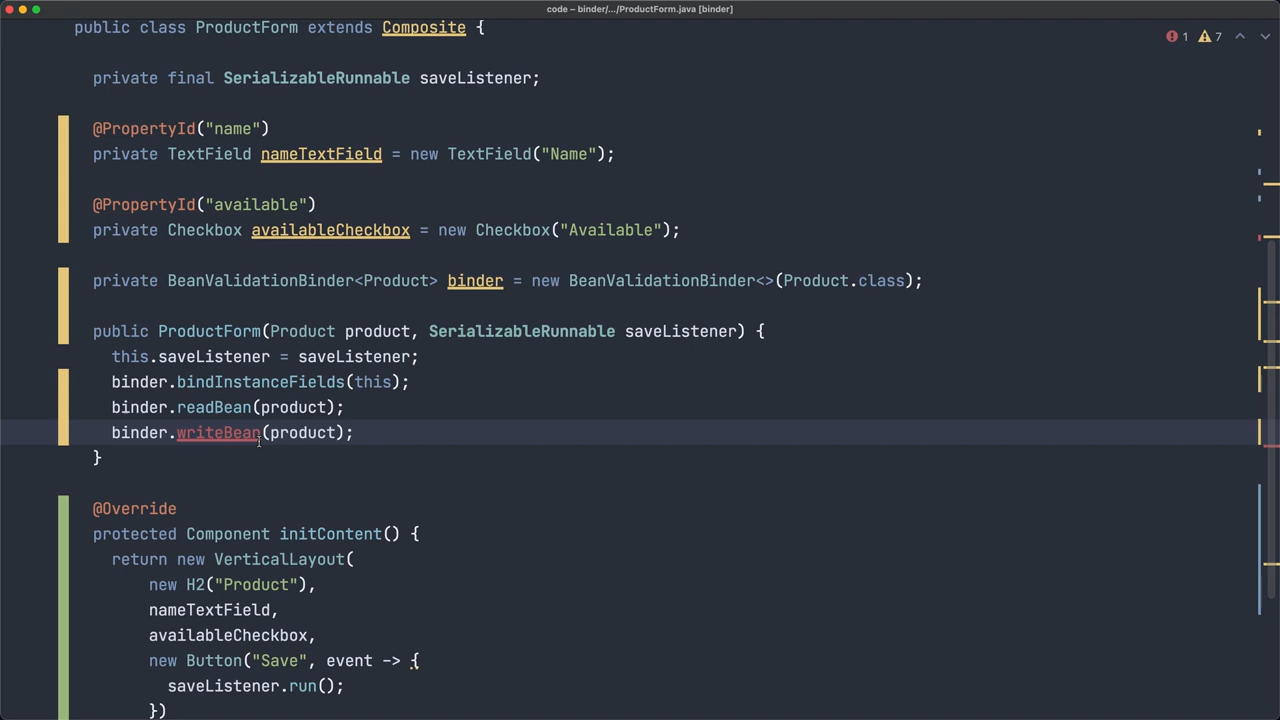 code – binder/.../ProductForm.java [binder]
public class ProductForm extends Composite {
1 7
private final SerializableRunnable saveListener;
@PropertyId("name")
private TextField nameTextField = new TextField("Name");
@PropertyId("available")
private Checkbox availableCheckbox = new Checkbox("Available");
private BeanValidationBinder<Product> binder = new BeanValidationBinder<>(Product.class);
public ProductForm(Product product, SerializableRunnable saveListener) {
this.saveListener = saveListener;
binder.bindInstanceFields(this);
binder.readBean(product);
binder.writeBean(product);
}
@Override
protected Component initContent() {
return new VerticalLayout(
new H2("Product"),
nameTextField,
availableCheckbox,
new Button("Save", event -> {
saveListener.run();
})